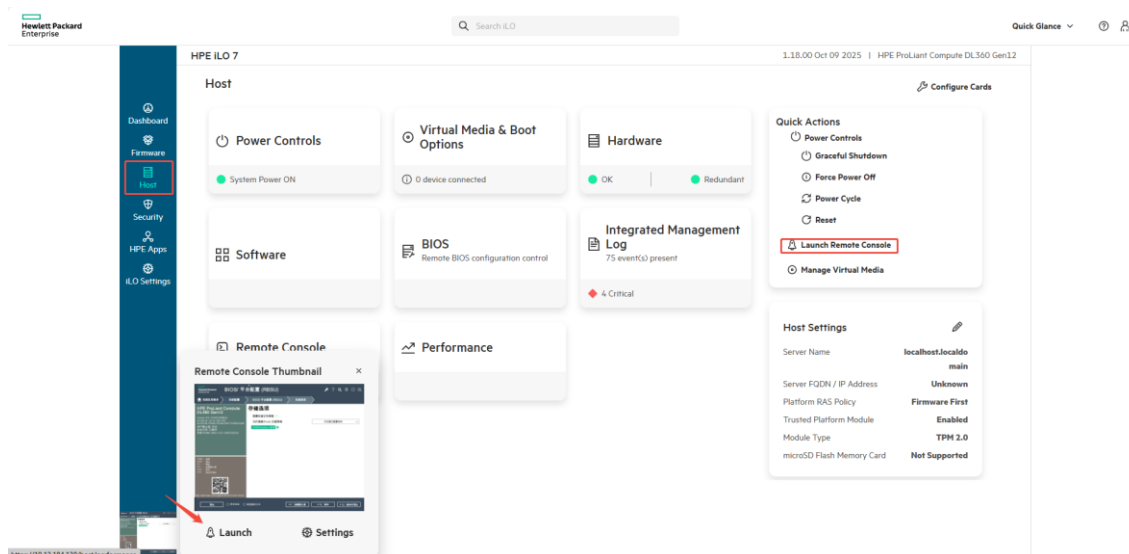 Hewlett Packard
Enterprise
Search iLO
Quick Glance
HPE iLO 7
1.18.00 Oct 09 2025 | HPE ProLiant Compute DL360 Gen12
Host
Configure Cards
Dashboard
Firmware
Host
Security
HPE Apps
iLO Settings
Power Controls
System Power ON
Virtual Media & Boot
Options
0 device connected
Hardware
OK
Redundant
Software
BIOS
Remote BIOS configuration control
Integrated Management
Log
75 event(s) present
4 Critical
Remote Console
Performance
Quick Actions
Power Controls
Graceful Shutdown
Force Power Off
Power Cycle
Reset
Launch Remote Console
Manage Virtual Media
Host Settings
Server Name localhost.localdo
main
Server FQDN / IP Address Unknown
Platform RAS Policy Firmware First
Trusted Platform Module Enabled
Module Type TPM 2.0
microSD Flash Memory Card Not Supported
Remote Console Thumbnail
HPE ProLiant Compute
DL360 Gen12
Launch
Settings